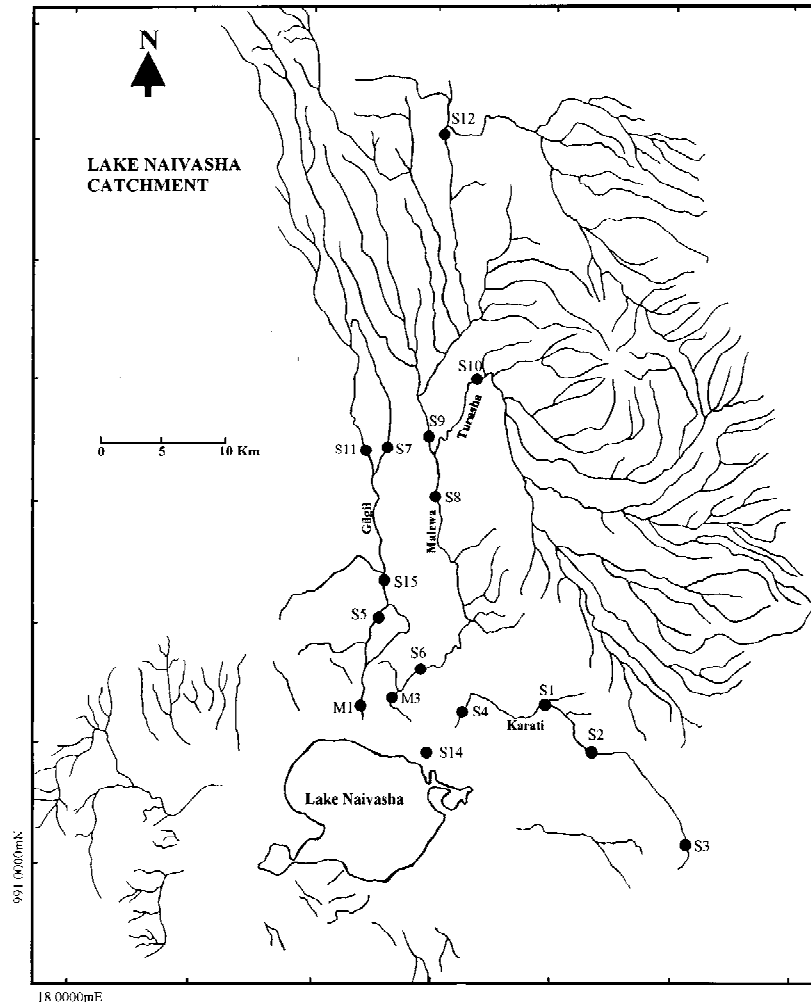 N
S12
LAKE NAIVASHA
CATCHMENT
S10
Turasha
S9
0 5 10 Km
S11
S7
S8
Gilgil
Malewa
S15
S5
S6
M1
M3
S4
S1
Karati
S2
S14
Lake Naivasha
S3
991 0000mN
18 0000mE